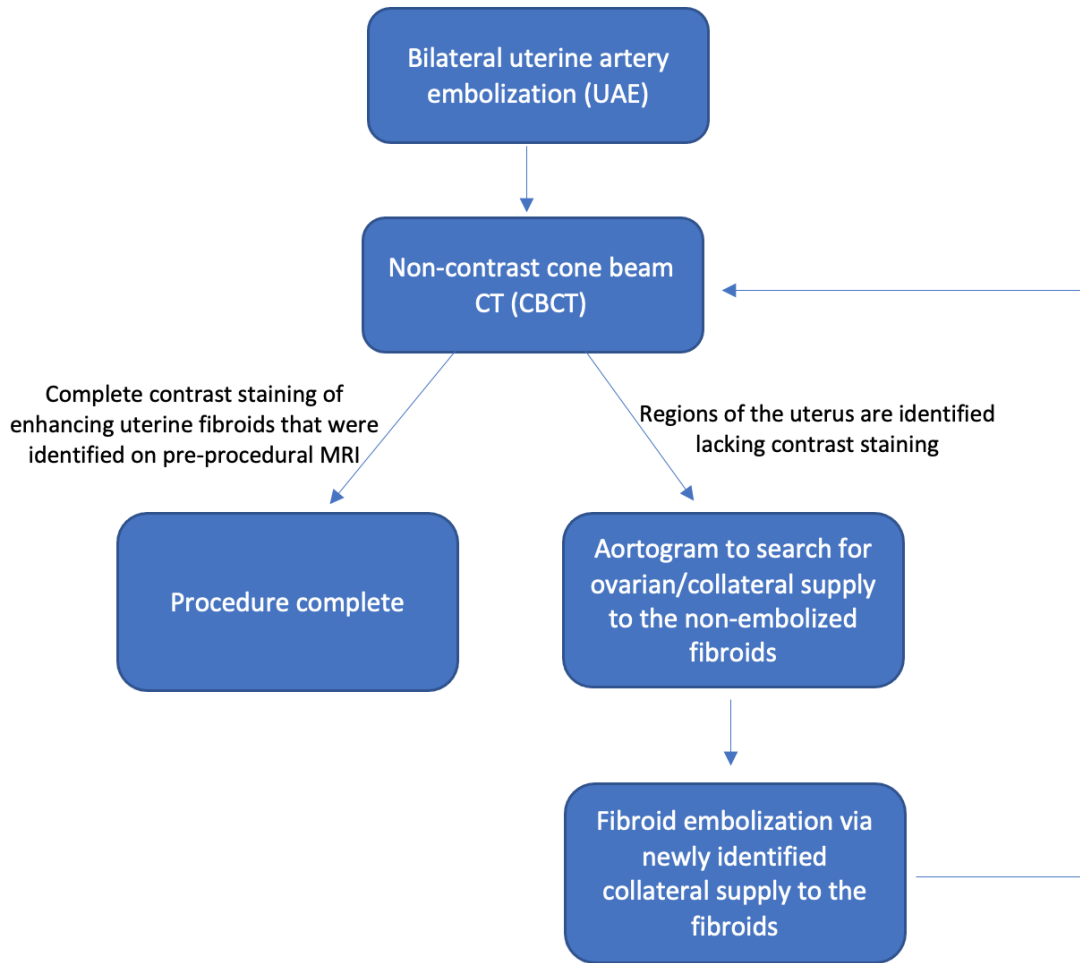 Bilateral uterine artery
embolization (UAE)
Non-contrast cone beam
CT (CBCT)
Complete contrast staining of
enhancing uterine fibroids that were
identified on pre-procedural MRI
Regions of the uterus are identified
lacking contrast staining
Procedure complete
Aortogram to search for
ovarian/collateral supply
to the non-embolized
fibroids
Fibroid embolization via
newly identified
collateral supply to the
fibroids